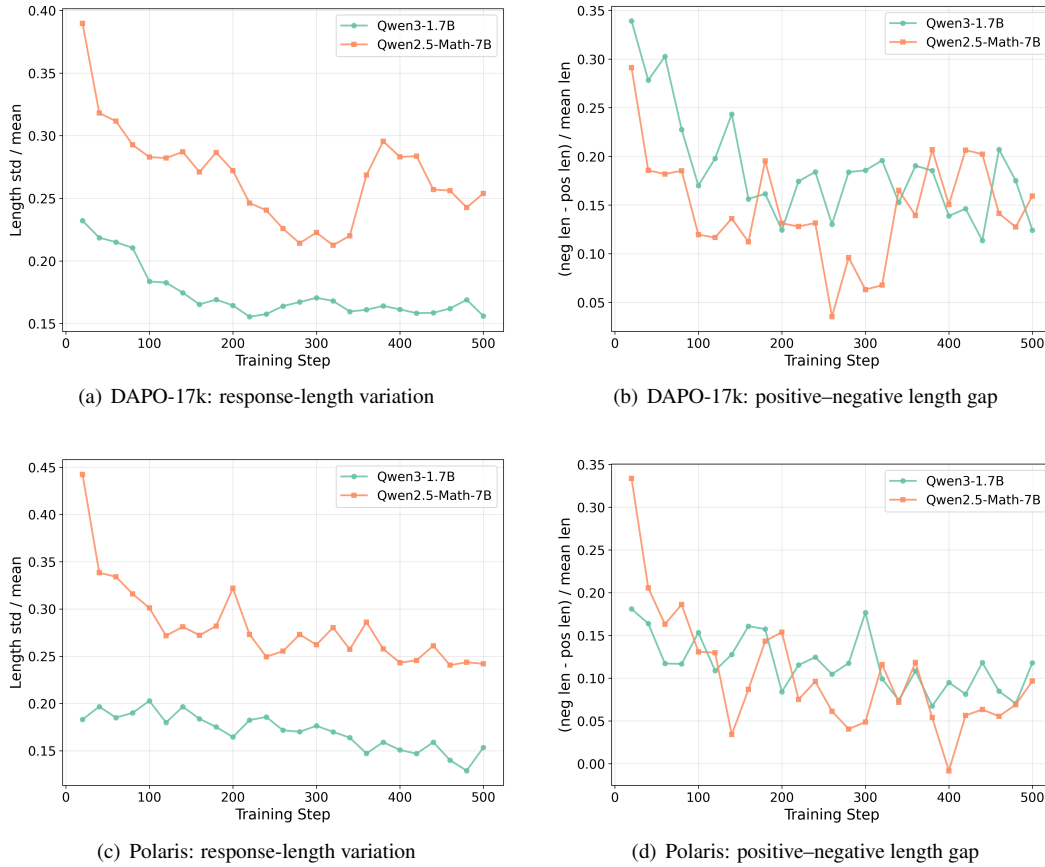 0.40
0.35
0.30
0.25
0.20
0.15
0
100
200
300
400
500
Length std / mean
Training Step
Qwen3-1.7B
Qwen2.5-Math-7B
(a) DAPO-17k: response-length variation
0.35
0.30
0.25
0.20
0.15
0.10
0.05
0
100
200
300
400
500
(neg len - pos len) / mean len
Training Step
Qwen3-1.7B
Qwen2.5-Math-7B
(b) DAPO-17k: positive–negative length gap
0.45
0.40
0.35
0.30
0.25
0.20
0.15
0
100
200
300
400
500
Length std / mean
Training Step
Qwen3-1.7B
Qwen2.5-Math-7B
(c) Polaris: response-length variation
0.35
0.30
0.25
0.20
0.15
0.10
0.05
0.00
0
100
200
300
400
500
(neg len - pos len) / mean len
Training Step
Qwen3-1.7B
Qwen2.5-Math-7B
(d) Polaris: positive–negative length gap